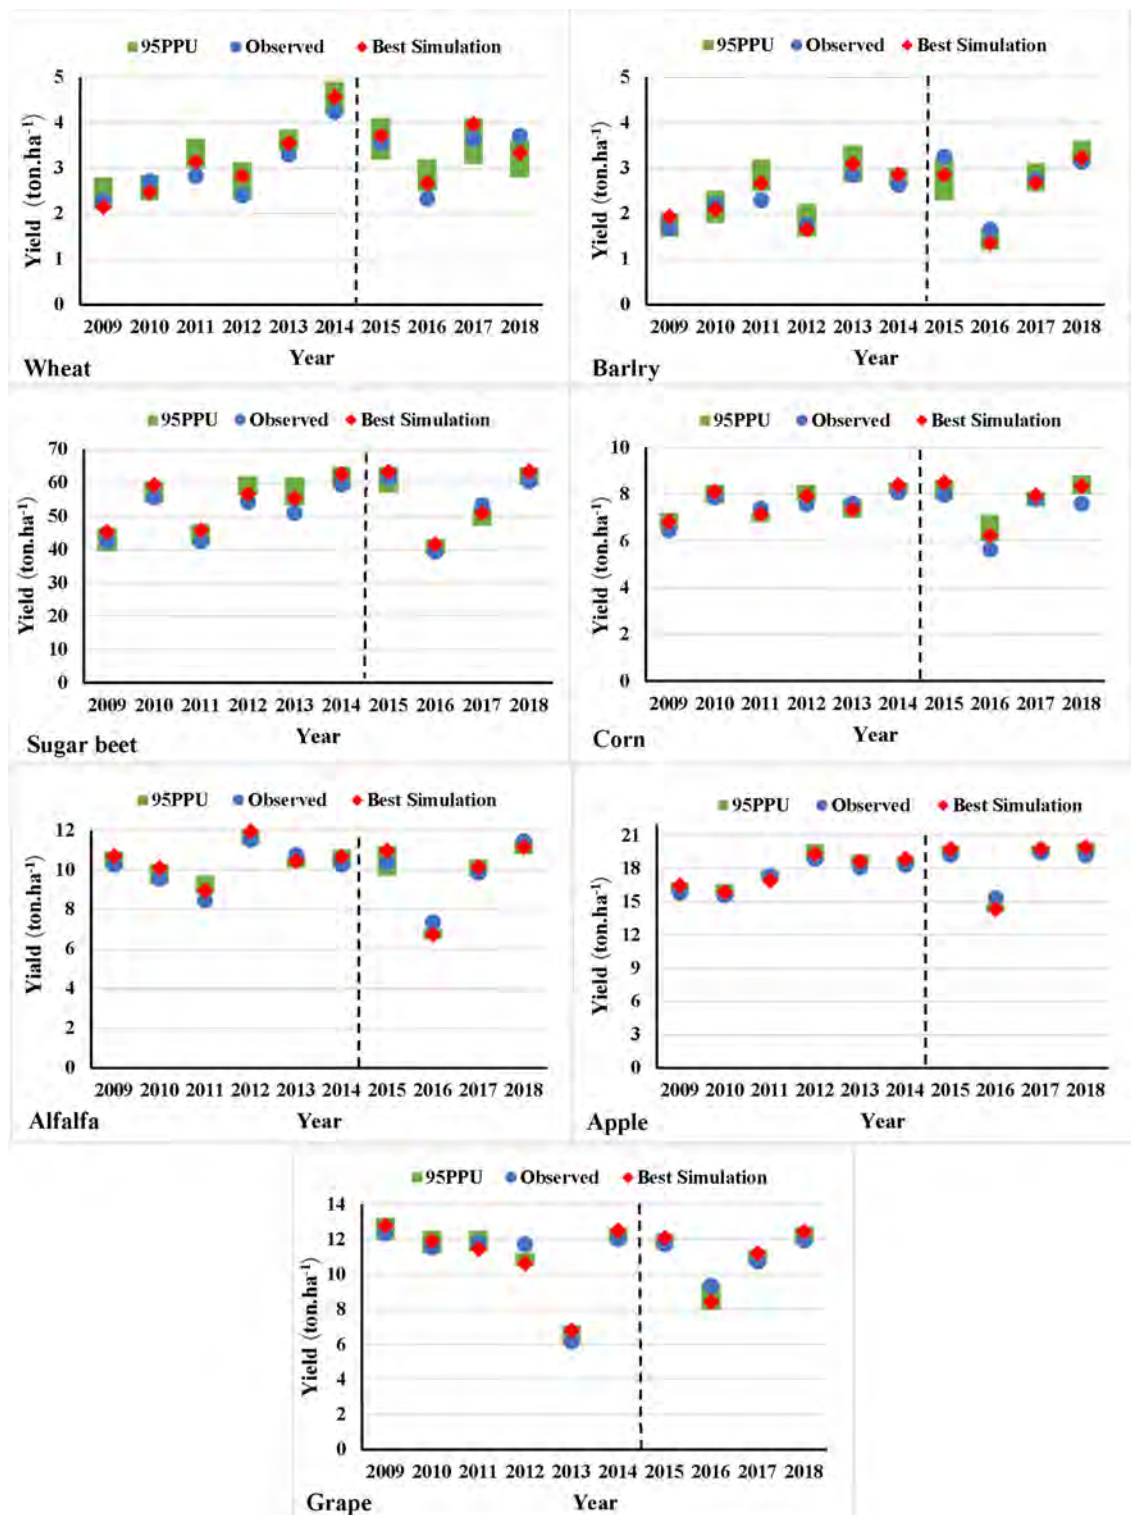 95PPU Observed Best Simulation
5
4
3
2
1
0
Yield (ton.ha⁻¹)
2009 2010 2011 2012 2013 2014 2015 2016 2017 2018
Year
Wheat
95PPU Observed Best Simulation
5
4
3
2
1
0
Yield (ton.ha⁻¹)
2009 2010 2011 2012 2013 2014 2015 2016 2017 2018
Year
Barlry
95PPU Observed Best Simulation
70
60
50
40
30
20
10
0
Yield (ton.ha⁻¹)
2009 2010 2011 2012 2013 2014 2015 2016 2017 2018
Year
Sugar beet
95PPU Observed Best Simulation
10
8
6
4
2
0
Yield (ton.ha⁻¹)
2009 2010 2011 2012 2013 2014 2015 2016 2017 2018
Year
Corn
95PPU Observed Best Simulation
12
10
8
6
4
2
0
Yiald (ton.ha⁻¹)
2009 2010 2011 2012 2013 2014 2015 2016 2017 2018
Year
Alfalfa
95PPU Observed Best Simulation
21
18
15
12
9
6
3
0
Yield (ton.ha⁻¹)
2009 2010 2011 2012 2013 2014 2015 2016 2017 2018
Year
Apple
95PPU Observed Best Simulation
14
12
10
8
6
4
2
0
Yield (ton.ha⁻¹)
2009 2010 2011 2012 2013 2014 2015 2016 2017 2018
Year
Grape